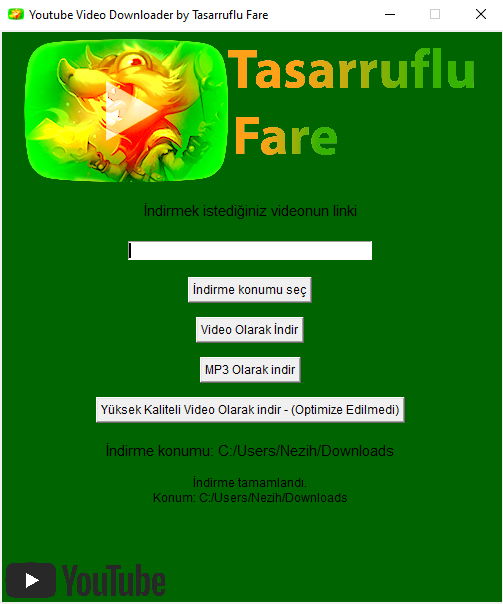 Youtube Video Downloader by Tasarruflu Fare
Tasarruflu
Fare
İndirmek istediğiniz videonun linki
İndirme konumu seç
Video Olarak İndir
MP3 Olarak indir
Yüksek Kaliteli Video Olarak indir - (Optimize Edilmedi)
İndirme konumu: C:/Users/Nezih/Downloads
İndirme tamamlandı.
Konum: C:/Users/Nezih/Downloads
YouTube